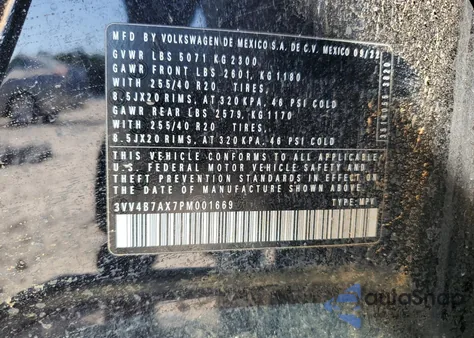 MFD BY VOLKSWAGEN DE MEXICO S.A. DE C.V. MEXICO 09/22
GVWR LBS 5071 KG 2300
GAWR FRONT LBS 2601, KG 1180
WITH 255/40 R20 TIRES,
8.5JX20 RIMS, AT 320 KPA, 46 PSI COLD
GAWR REAR LBS 2579, KG 1170
WITH 255/40 R20 TIRES,
8.5JX20 RIMS, AT 320 KPA, 46 PSI COLD
THIS VEHICLE CONFORMS TO ALL APPLICABLE
U.S. FEDERAL MOTOR VEHICLE SAFETY AND
THEFT PREVENTION STANDARDS IN EFFECT ON
THE DATE OF MANUFACTURE SHOWN ABOVE.
3VV4B7AX7PM001669 TYPE: MPV
2020
autoSnap